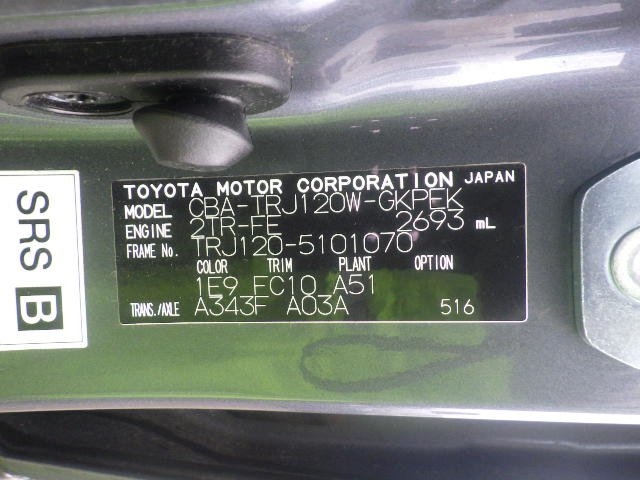 TOYOTA MOTOR CORPORATION JAPAN
MODEL CBA-TRJ120W-GKPEK
ENGINE 2TR-FE 2693 mL
FRAME No. TRJ120-5101070
COLOR TRIM PLANT OPTION
1E9 FC10 A51
TRANS./AXLE A343F A03A 516
SRS B